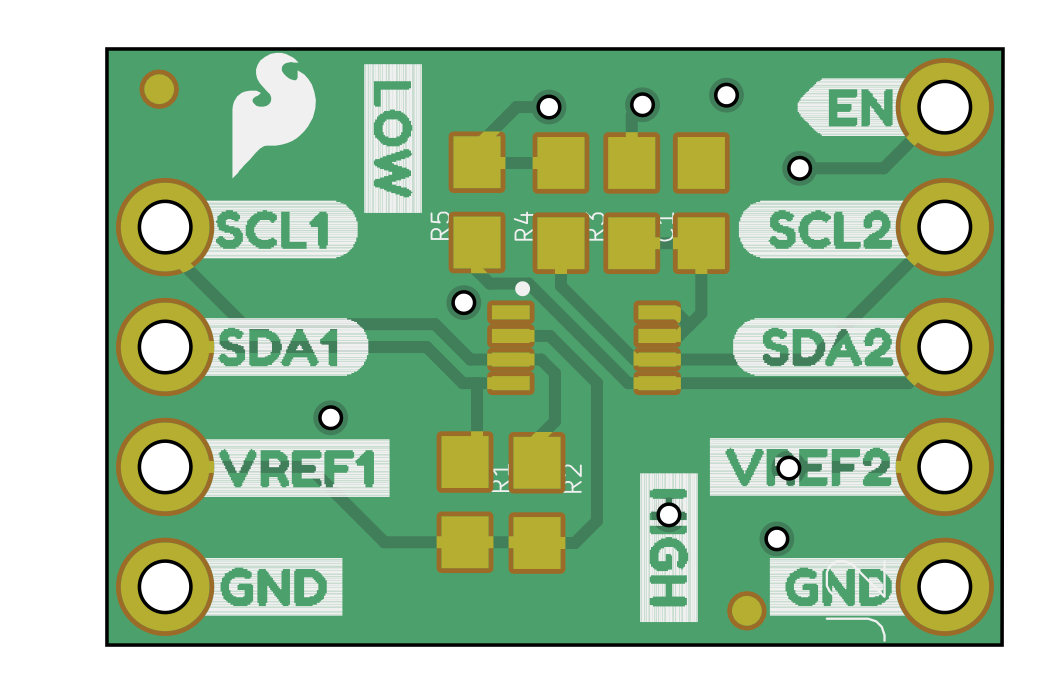 LOW
EN
SCL1
R5
R4
R3
C1
SCL2
SDA1
SDA2
VREF1
R1
R2
VREF2
HIGH
GND
GND